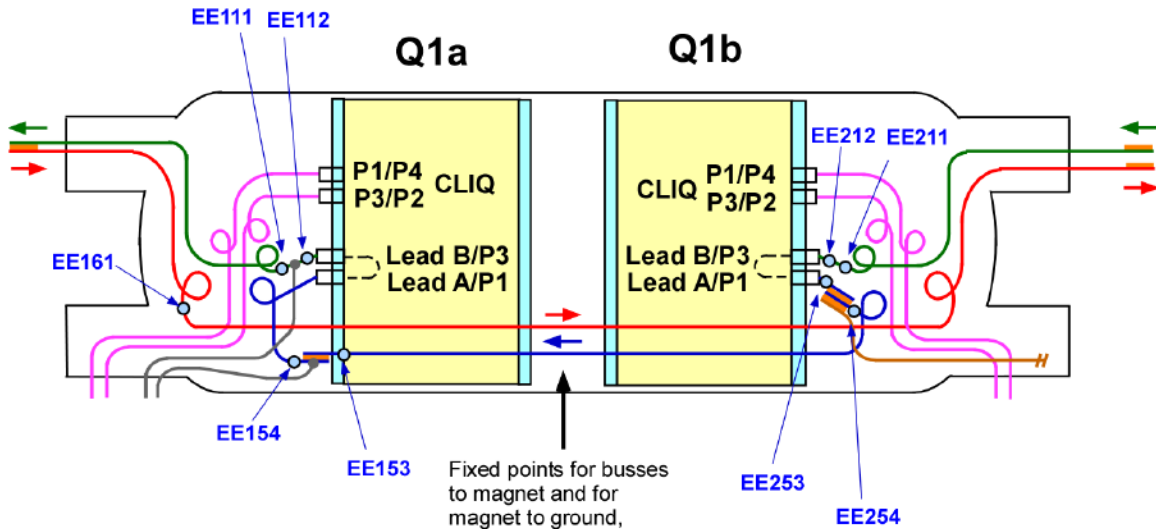 EE111
EE112
Q1a
Q1b
EE212
EE211
P1/P4
P3/P2
CLIQ
CLIQ
P1/P4
P3/P2
Lead B/P3
Lead A/P1
Lead B/P3
Lead A/P1
EE161
EE154
EE153
Fixed points for busses
to magnet and for
magnet to ground,
EE253
EE254